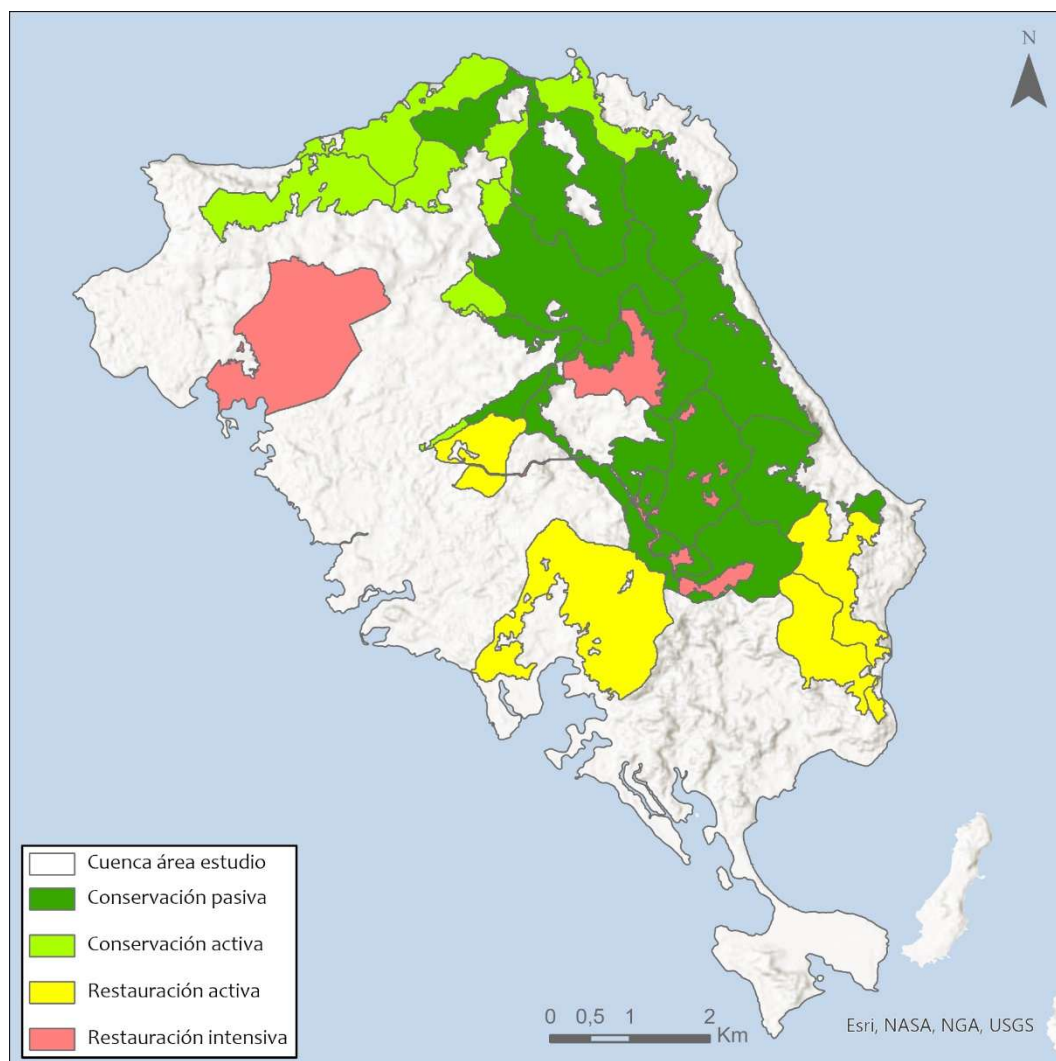 N
Cuenca área estudio
Conservación pasiva
Conservación activa
Restauración activa
Restauración intensiva
0 0,5 1 2
Km
Esri, NASA, NGA, USGS